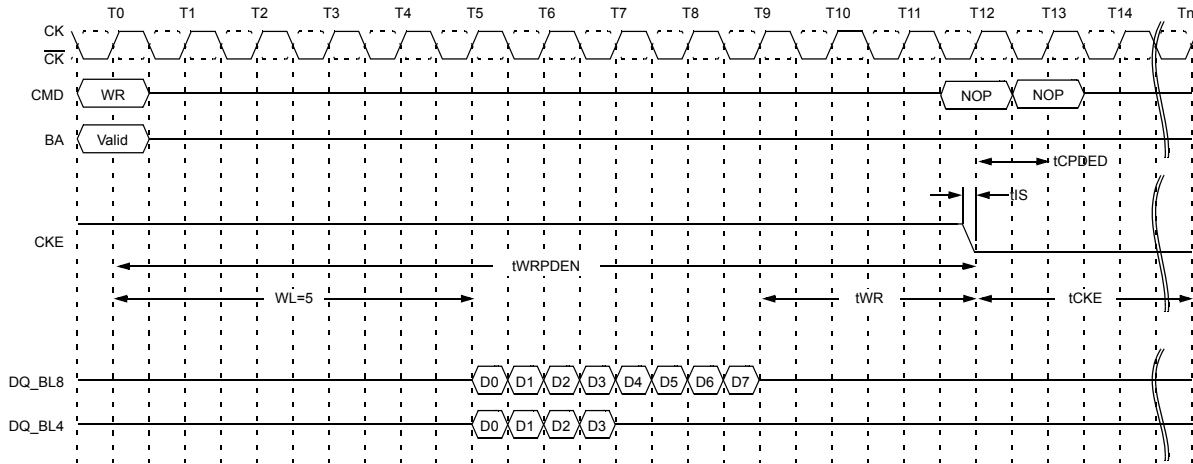 T0 T1 T2 T3 T4 T5 T6 T7 T8 T9 T10 T11 T12 T13 T14 Tn
CK
CK
CMD WR NOP NOP
BA Valid
tCPDED
tIS
CKE
tWRPDEN
WL=5 tWR tCKE
DQ_BL8 D0 D1 D2 D3 D4 D5 D6 D7
DQ_BL4 D0 D1 D2 D3